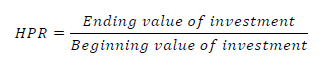 HPR = Ending value of investment / Beginning value of investment